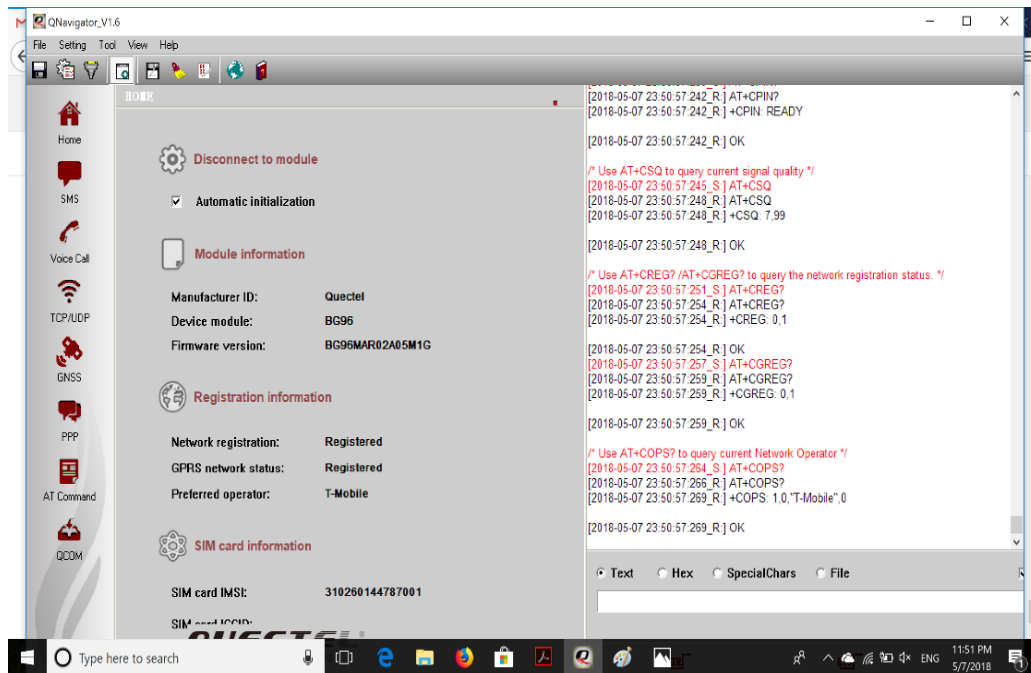 QNavigator_V1.6
File Setting Tool View Help
HOME
Home
SMS
Voice Call
TCP/UDP
GNSS
PPP
AT Command
QCOM
Disconnect to module
Automatic initialization
Module information
Manufacturer ID: Quectel
Device module: BG96
Firmware version: BG96MAR02A05M1G
Registration information
Network registration: Registered
GPRS network status: Registered
Preferred operator: T-Mobile
SIM card information
SIM card IMSI: 310260144787001
SIM card ICCID:
QUECTEL
[2018-05-07 23:50:57:242_R:] AT+CPIN?
[2018-05-07 23:50:57:242_R:] +CPIN: READY
[2018-05-07 23:50:57:242_R:] OK
/* Use AT+CSQ to query current signal quality */
[2018-05-07 23:50:57:245_S:] AT+CSQ
[2018-05-07 23:50:57:248_R:] AT+CSQ
[2018-05-07 23:50:57:248_R:] +CSQ: 7,99
[2018-05-07 23:50:57:248_R:] OK
/* Use AT+CREG? /AT+CGREG? to query the network registration status. */
[2018-05-07 23:50:57:251_S:] AT+CREG?
[2018-05-07 23:50:57:254_R:] AT+CREG?
[2018-05-07 23:50:57:254_R:] +CREG: 0,1
[2018-05-07 23:50:57:254_R:] OK
[2018-05-07 23:50:57:257_S:] AT+CGREG?
[2018-05-07 23:50:57:259_R:] AT+CGREG?
[2018-05-07 23:50:57:259_R:] +CGREG: 0,1
[2018-05-07 23:50:57:259_R:] OK
/* Use AT+COPS? to query current Network Operator */
[2018-05-07 23:50:57:264_S:] AT+COPS?
[2018-05-07 23:50:57:266_R:] AT+COPS?
[2018-05-07 23:50:57:269_R:] +COPS: 1,0,"T-Mobile",0
[2018-05-07 23:50:57:269_R:] OK
Text Hex SpecialChars File
Type here to search
ENG
11:51 PM
5/7/2018